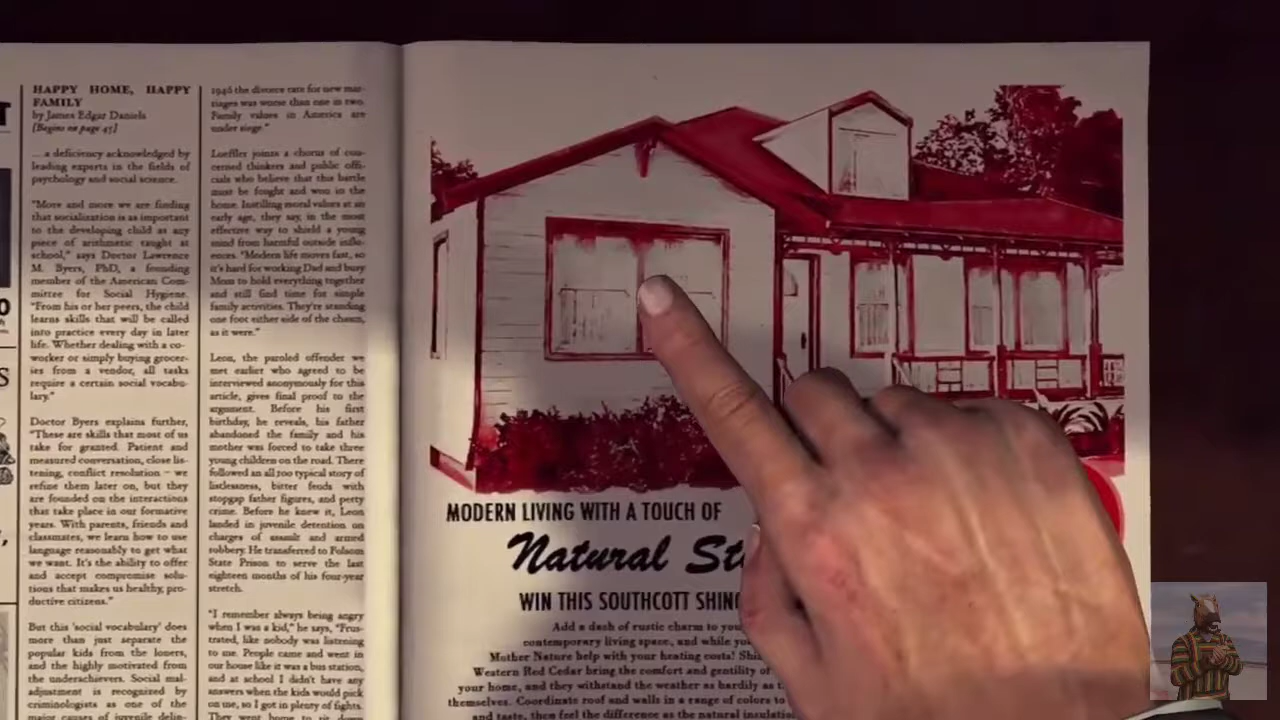 HAPPY HOME, HAPPY
FAMILY
by James Edgar Daniels
[Begins on page 45]
... a deficiency acknowledged by
leading experts in the fields of
psychology and social science.
"More and more we are finding
that socialization is as important
to the developing child as any
piece of arithmetic taught at
school," says Doctor Lawrence
M. Byers, PhD, a founding
member of the American Com-
mittee for Social Hygiene.
"From his or her peers, the child
learns skills that will be called
into practice every day in later
life. Whether dealing with a co-
worker or simply buying grocer-
ies from a vendor, all tasks
require a certain social vocabu-
lary."
Doctor Byers explains further,
"These are skills that most of us
take for granted. Patient and
measured conversation, close lis-
tening, conflict resolution – we
refine them later on, but they
are founded on the interactions
that take place in our formative
years. With parents, friends and
classmates, we learn how to use
language reasonably to get what
we want. It's the ability to offer
and accept compromise solu-
tions that makes us healthy, pro-
ductive citizens."
But this 'social vocabulary' does
more than just separate the
popular kids from the loners,
and the highly motivated from
the underachievers. Social mal-
adjustment is recognized by
criminologists as one of the
major causes of juvenile delin-
1946 the divorce rate for new mar-
riages was worse than one in two.
Family values in America are
under siege."
Loeffler joins a chorus of con-
cerned thinkers and public offi-
cials who believe that this battle
must be fought and won in the
home. Instilling moral values at an
early age, they say, is the most
effective way to shield a young
mind from harmful outside influ-
ences. "Modern life moves fast, so
it's hard for working Dad and busy
Mom to hold everything together
and still find time for simple
family activities. They're standing
one foot either side of the chasm,
as it were."
Leon, the paroled offender we
met earlier who agreed to be
interviewed anonymously for this
article, gives final proof to the
argument. Before his first
birthday, he reveals, his father
abandoned the family and his
mother was forced to take three
young children on the road. There
followed an all too typical story of
listlessness, bitter feuds with
stopgap father figures, and petty
crime. Before he knew it, Leon
landed in juvenile detention on
charges of assault and armed
robbery. He transferred to Folsom
State Prison to serve the last
eighteen months of his four-year
stretch.
"I remember always being angry
when I was a kid," he says, "Frus-
trated, like nobody was listening
to me. People came and went in
our house like it was a bus station,
and at school I didn't have any
answers when the kids would pick
on me, so I got in plenty of fights.
They went home to sit down
MODERN LIVING WITH A TOUCH OF
Natural
WIN THIS SOUTHCOTT
Add a dash of rustic charm to
contemporary living space, and while
Mother Nature help with your heating costs!
Western Red Cedar bring the comfort and gentility of
your home, and they withstand the weather as hardily as
themselves. Coordinate roof and walls in a range of colors to
and taste, then feel the difference as the natural